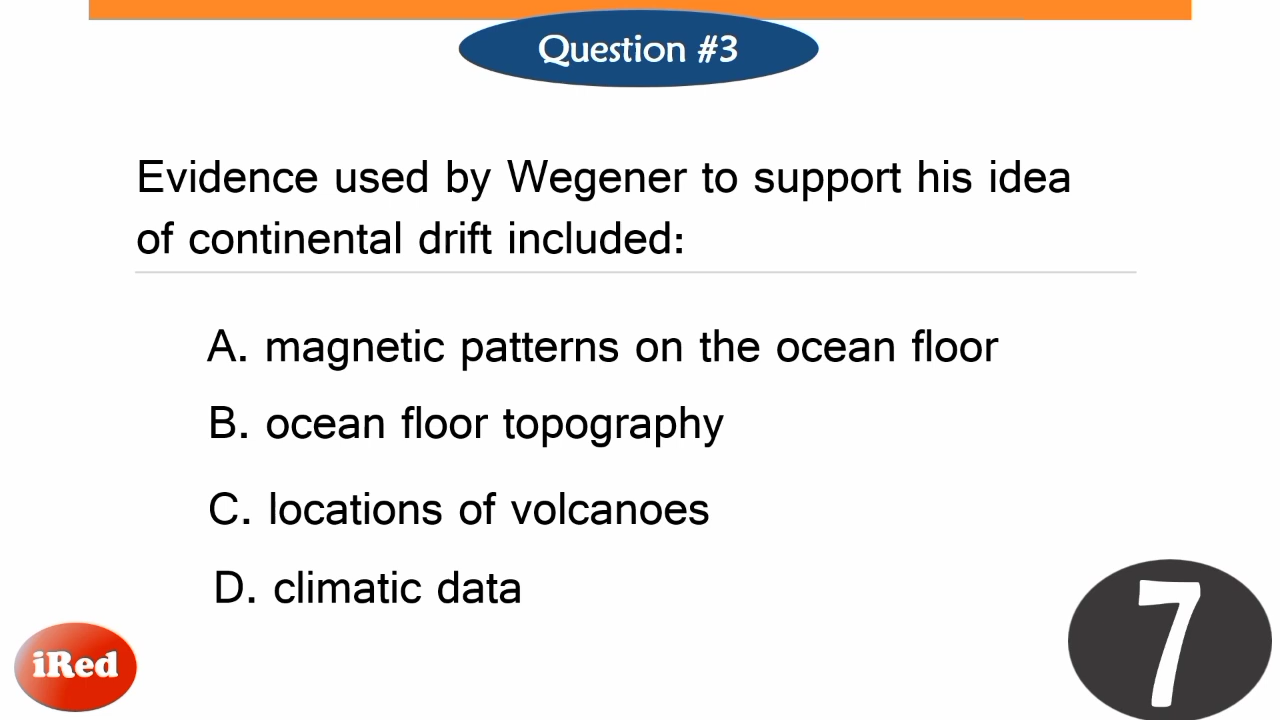 Question #3
Evidence used by Wegener to support his idea
of continental drift included:
A. magnetic patterns on the ocean floor
B. ocean floor topography
C. locations of volcanoes
D. climatic data
iRed
7